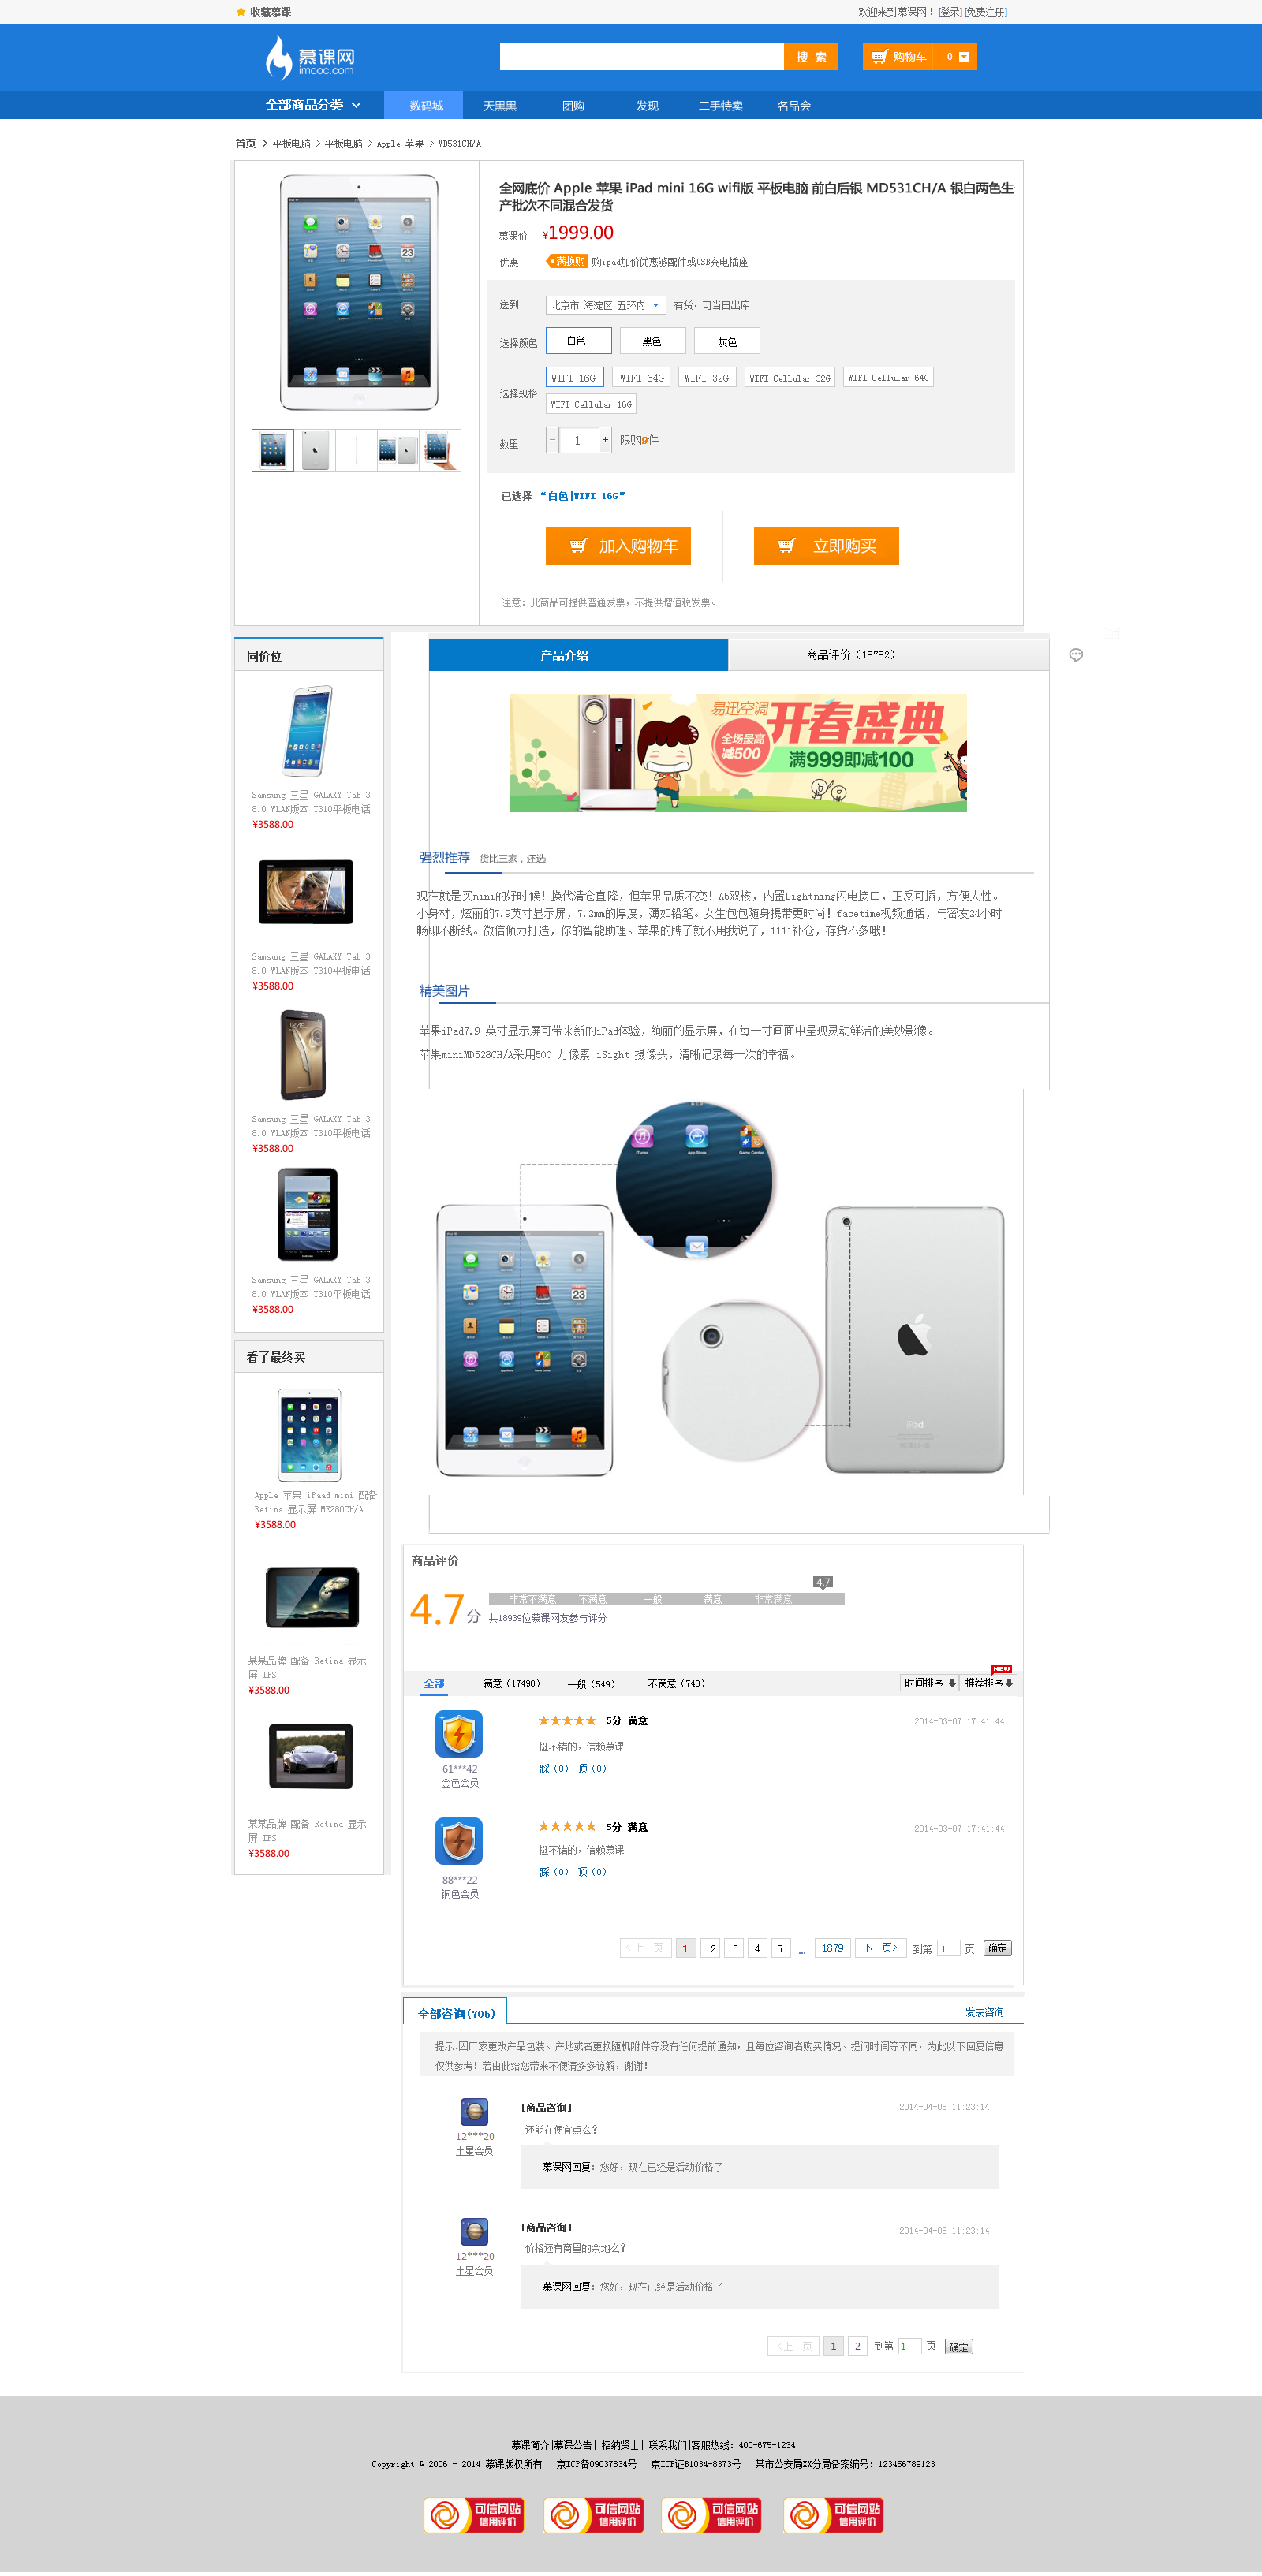 收藏慕课
欢迎来到慕课网！[登录] [免费注册]
慕课网
imooc.com
搜 索
购物车 0
全部商品分类
数码城 天黑黑 团购 发现 二手特卖 名品会
首页 > 平板电脑 > 平板电脑 > Apple 苹果 > MD531CH/A
全网底价 Apple 苹果 iPad mini 16G wifi版 平板电脑 前白后银 MD531CH/A 银白两色生
产批次不同混合发货
慕课价 ¥1999.00
优惠 满换购 购ipad加价优惠够配件或USB充电插座
送到 北京市 海淀区 五环内 有货，可当日出库
选择颜色 白色 黑色 灰色
选择规格 WIFI 16G WIFI 64G WIFI 32G WIFI Cellular 32G WIFI Cellular 64G
WIFI Cellular 16G
数量 − 1 + 限购9件
已选择 “白色|WIFI 16G”
加入购物车 立即购买
注意：此商品可提供普通发票，不提供增值税发票。
同价位
Samsung 三星 GALAXY Tab 3
8.0 WLAN版本 T310平板电话
¥3588.00
Samsung 三星 GALAXY Tab 3
8.0 WLAN版本 T310平板电话
¥3588.00
Samsung 三星 GALAXY Tab 3
8.0 WLAN版本 T310平板电话
¥3588.00
Samsung 三星 GALAXY Tab 3
8.0 WLAN版本 T310平板电话
¥3588.00
看了最终买
Apple 苹果 iPaad mini 配备
Retina 显示屏 ME280CH/A
¥3588.00
某某品牌 配备 Retina 显示
屏 IPS
¥3588.00
某某品牌 配备 Retina 显示
屏 IPS
¥3588.00
产品介绍 商品评价（18782）
易迅空调
开春盛典
全场最高
减500
满999即减100
强烈推荐 货比三家，还选
现在就是买mini的好时候！换代清仓直降，但苹果品质不变！A5双核，内置Lightning闪电接口，正反可插，方便人性。
小身材，炫丽的7.9英寸显示屏，7.2mm的厚度，薄如铅笔。女生包包随身携带更时尚！facetime视频通话，与密友24小时
畅聊不断线。微信倾力打造，你的智能助理。苹果的牌子就不用我说了，1111补仓，存货不多哦！
精美图片
苹果iPad7.9 英寸显示屏可带来新的iPad体验，绚丽的显示屏，在每一寸画面中呈现灵动鲜活的美妙影像。
苹果miniMD528CH/A采用500 万像素 iSight 摄像头，清晰记录每一次的幸福。
iTunes App Store Game Center
23
iPad
商品评价
4.7分
4.7
非常不满意 不满意 一般 满意 非常满意
共18939位慕课网友参与评分
全部 满意（17490） 一般（549） 不满意（743） 时间排序 推荐排序 NEW
5分 满意 2014-03-07 17:41:44
挺不错的，信赖慕课
踩（0） 顶（0）
61***42
金色会员
5分 满意 2014-03-07 17:41:44
挺不错的，信赖慕课
踩（0） 顶（0）
88***22
铜色会员
<上一页 1 2 3 4 5 ... 1879 下一页> 到第 1 页 确定
全部咨询(705) 发表咨询
提示:因厂家更改产品包装、产地或者更换随机附件等没有任何提前通知，且每位咨询者购买情况、提问时间等不同，为此以下回复信息
仅供参考！若由此给您带来不便请多多谅解，谢谢！
[商品咨询] 2014-04-08 11:23:14
还能在便宜点么？
12***20
土星会员
慕课网回复：您好，现在已经是活动价格了
[商品咨询] 2014-04-08 11:23:14
价格还有商量的余地么？
12***20
土星会员
慕课网回复：您好，现在已经是活动价格了
<上一页 1 2 到第 1 页 确定
慕课简介|慕课公告| 招纳贤士| 联系我们|客服热线：400-675-1234
Copyright © 2006 - 2014 慕课版权所有 京ICP备09037834号 京ICP证B1034-8373号 某市公安局XX分局备案编号：123456789123
可信网站
信用评价
可信网站
信用评价
可信网站
信用评价
可信网站
信用评价